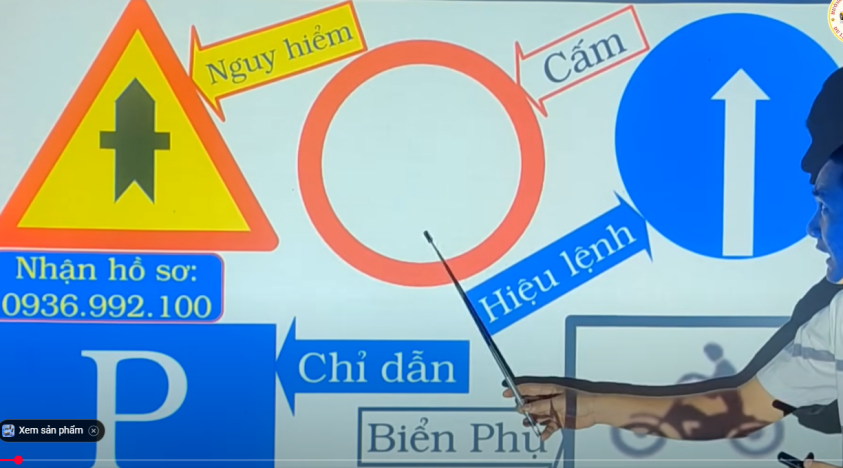 Nguy hiểm
Cấm
Hiệu lệnh
Nhận hồ sơ:
0936.992.100
Chỉ dẫn
P
Biển Phụ
Xem sản phẩm